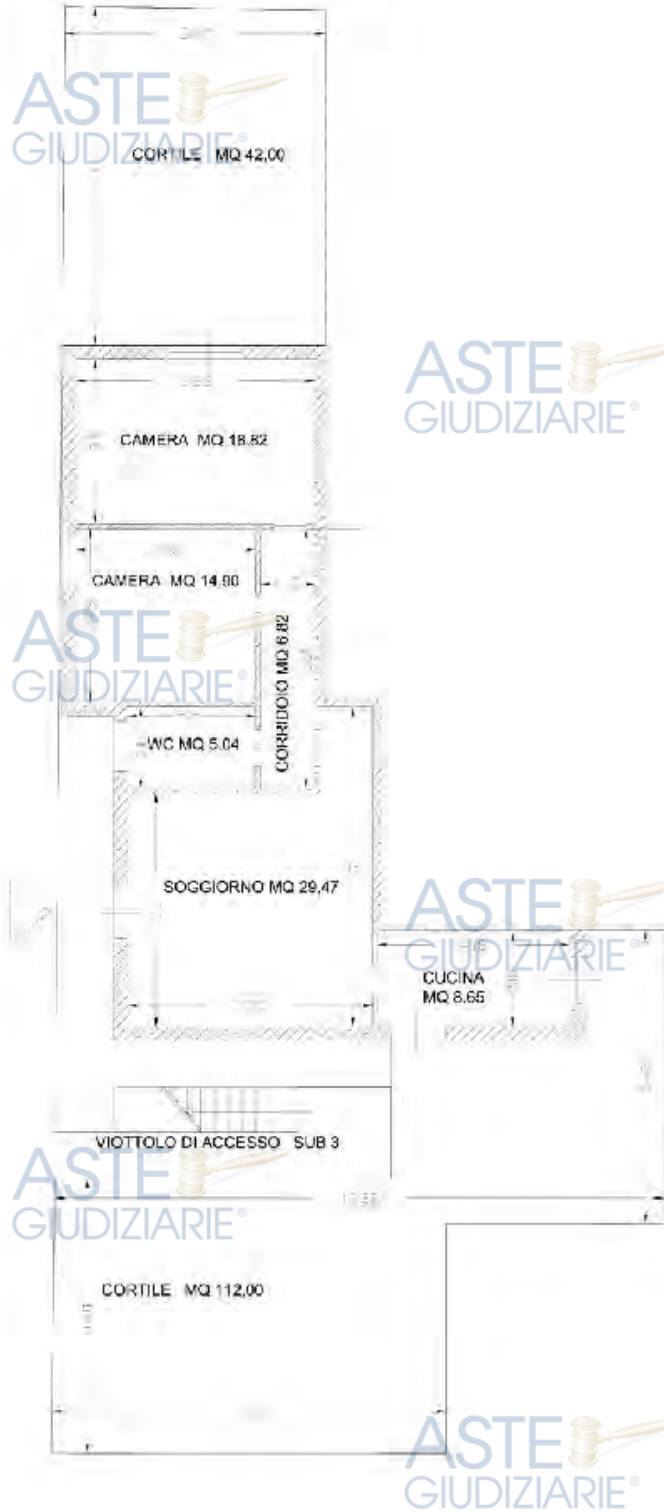 ASTE
GIUDIZIARIE®
CORTILE MQ 42,00
ASTE
GIUDIZIARIE®
CAMERA MQ 18.82
CAMERA MQ 14.90
ASTE
GIUDIZIARIE®
CORRIDOIO MQ 6.82
WC MQ 5.04
SOGGIORNO MQ 29,47
ASTE
GIUDIZIARIE®
CUCINA
MQ 8.65
VIOTTOLO DI ACCESSO SUB 3
ASTE
GIUDIZIARIE®
CORTILE MQ 112,00
ASTE
GIUDIZIARIE®